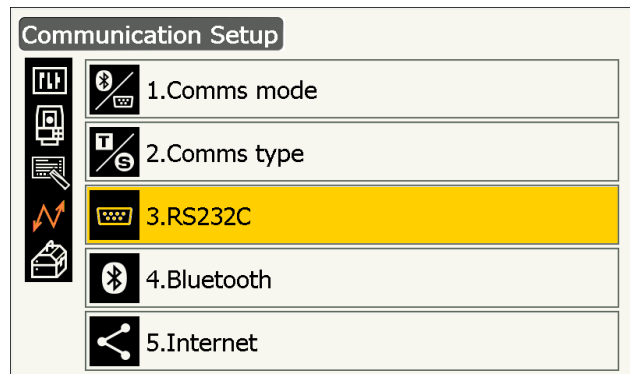 Communication Setup
1.Comms mode
T
S
2.Comms type
3.RS232C
4.Bluetooth
5.Internet